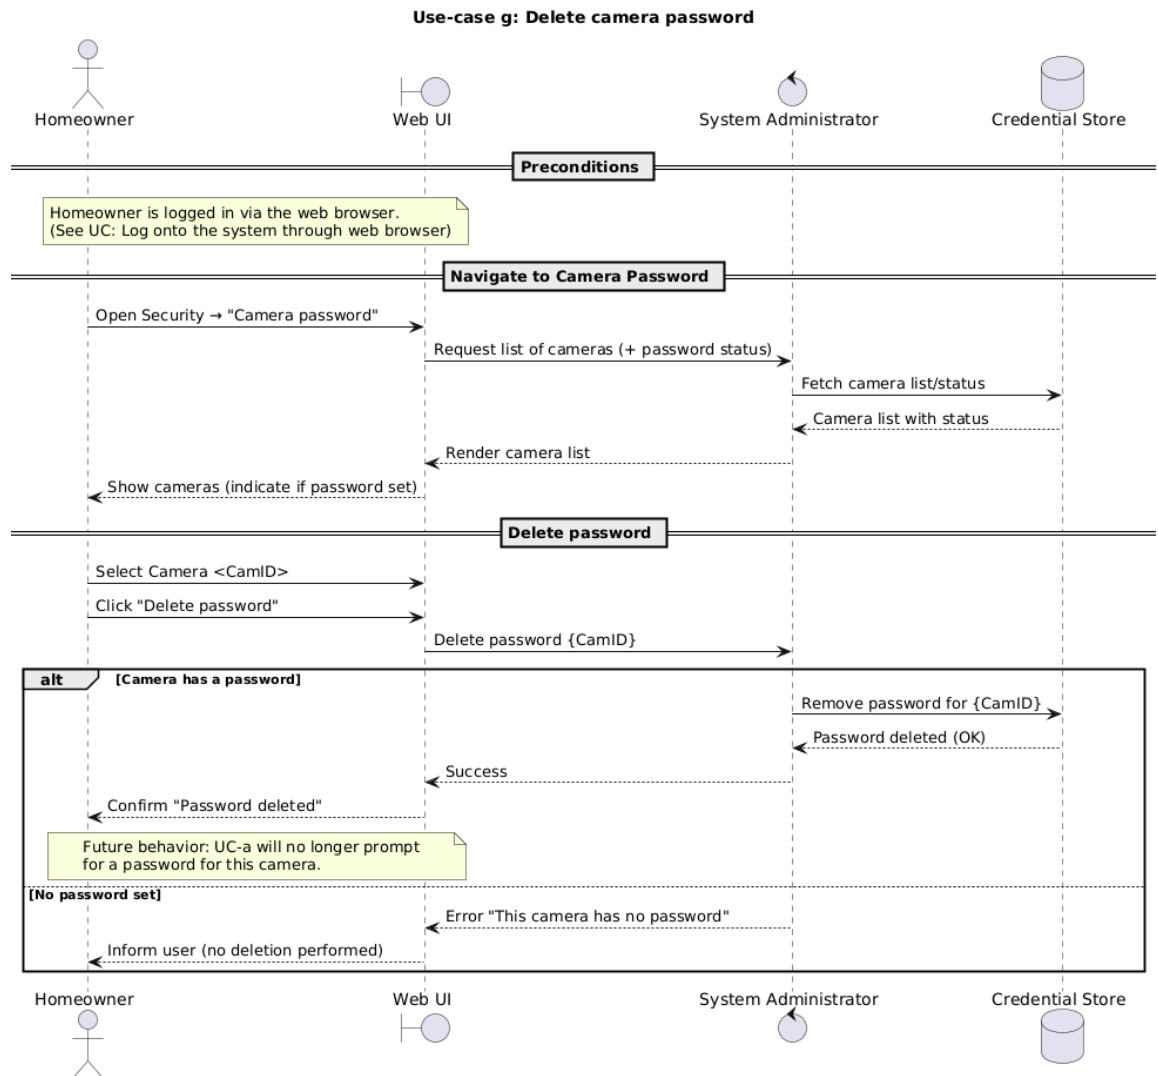 Use-case g: Delete camera password
Homeowner
Web UI
System Administrator
Credential Store
Preconditions
Homeowner is logged in via the web browser.
(See UC: Log onto the system through web browser)
Navigate to Camera Password
Open Security → "Camera password"
Request list of cameras (+ password status)
Fetch camera list/status
Camera list with status
Render camera list
Show cameras (indicate if password set)
Delete password
Select Camera <CamID>
Click "Delete password"
Delete password {CamID}
alt
[Camera has a password]
Remove password for {CamID}
Password deleted (OK)
Success
Confirm "Password deleted"
Future behavior: UC-a will no longer prompt
for a password for this camera.
[No password set]
Error "This camera has no password"
Inform user (no deletion performed)
Homeowner
Web UI
System Administrator
Credential Store